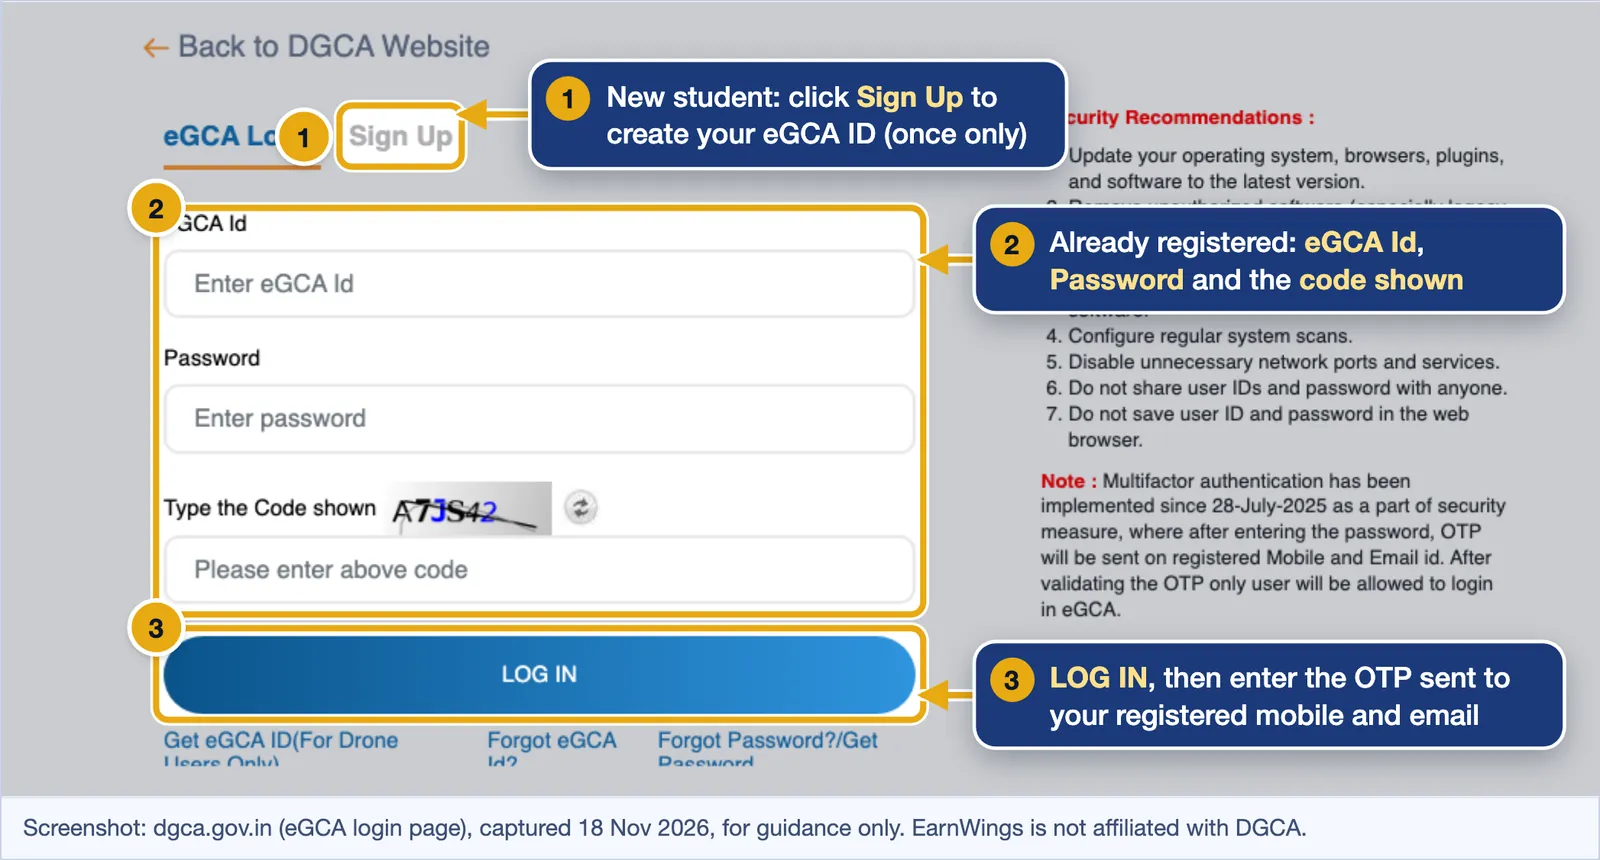 Back to DGCA Website
eGCA Lo
1
Sign Up
1
New student: click Sign Up to
create your eGCA ID (once only)
2
GCA Id
Enter eGCA Id
Password
Enter password
Type the Code shown
A7JS42
Please enter above code
3
LOG IN
Get eGCA ID(For Drone
Users Only)
Forgot eGCA
Id?
Forgot Password?/Get
Password
curity Recommendations :
Update your operating system, browsers, plugins,
and software to the latest version.
2
Already registered: eGCA Id,
Password and the code shown
software.
4. Configure regular system scans.
5. Disable unnecessary network ports and services.
6. Do not share user IDs and password with anyone.
7. Do not save user ID and password in the web
browser.
Note : Multifactor authentication has been
implemented since 28-July-2025 as a part of security
measure, where after entering the password, OTP
will be sent on registered Mobile and Email id. After
validating the OTP only user will be allowed to login
in eGCA.
3
LOG IN, then enter the OTP sent to
your registered mobile and email
Screenshot: dgca.gov.in (eGCA login page), captured 18 Nov 2026, for guidance only. EarnWings is not affiliated with DGCA.